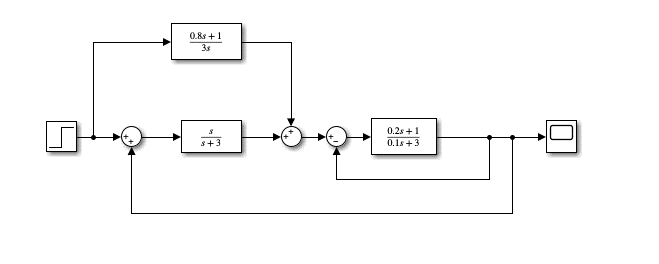 0.8s + 1
3s
+
+
s
s + 3
+
+
+
−
0.2s + 1
0.1s + 3